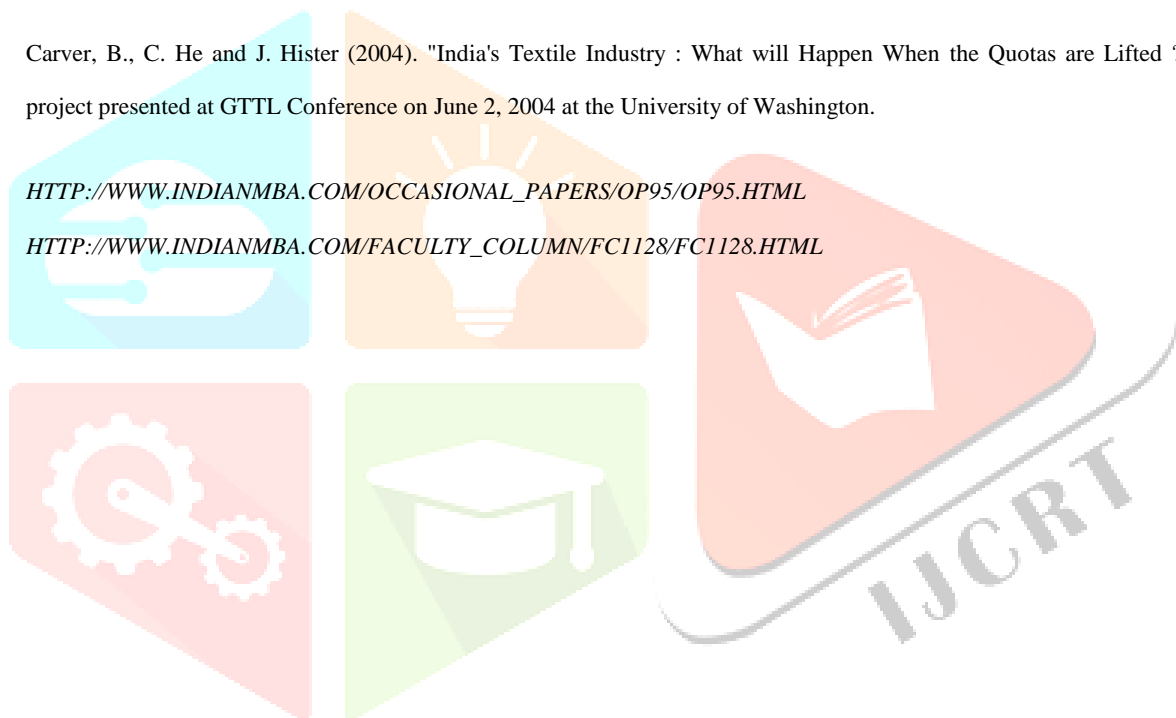 Carver, B., C. He and J. Hister (2004). "India's Textile Industry : What will Happen When the Quotas are Lifted
project presented at GTTL Conference on June 2, 2004 at the University of Washington.
HTTP://WWW.INDIANMBA.COM/OCCASIONAL_PAPERS/OP95/OP95.HTML
HTTP://WWW.INDIANMBA.COM/FACULTY_COLUMN/FC1128/FC1128.HTML
IJCRT